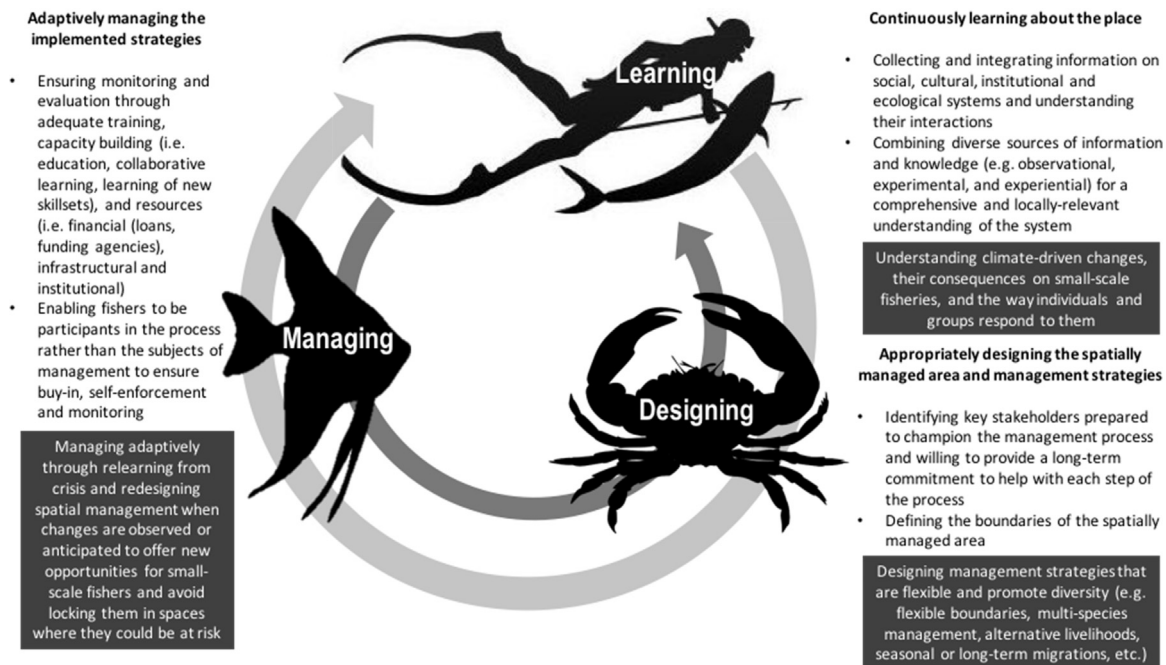 Adaptively managing the
implemented strategies
• Ensuring monitoring and
evaluation through
adequate training,
capacity building (i.e.
education, collaborative
learning, learning of new
skillsets), and resources
(i.e. financial (loans,
funding agencies),
infrastructural and
institutional)
• Enabling fishers to be
participants in the process
rather than the subjects of
management to ensure
buy-in, self-enforcement
and monitoring
Managing adaptively
through relearning from
crisis and redesigning
spatial management when
changes are observed or
anticipated to offer new
opportunities for small-
scale fishers and avoid
locking them in spaces
where they could be at risk
Learning
Managing
Designing
Continuously learning about the place
• Collecting and integrating information on
social, cultural, institutional and
ecological systems and understanding
their interactions
• Combining diverse sources of information
and knowledge (e.g. observational,
experimental, and experiential) for a
comprehensive and locally-relevant
understanding of the system
Understanding climate-driven changes,
their consequences on small-scale
fisheries, and the way individuals and
groups respond to them
Appropriately designing the spatially
managed area and management strategies
• Identifying key stakeholders prepared
to champion the management process
and willing to provide a long-term
commitment to help with each step of
the process
• Defining the boundaries of the spatially
managed area
Designing management strategies that
are flexible and promote diversity (e.g.
flexible boundaries, multi-species
management, alternative livelihoods,
seasonal or long-term migrations, etc.)